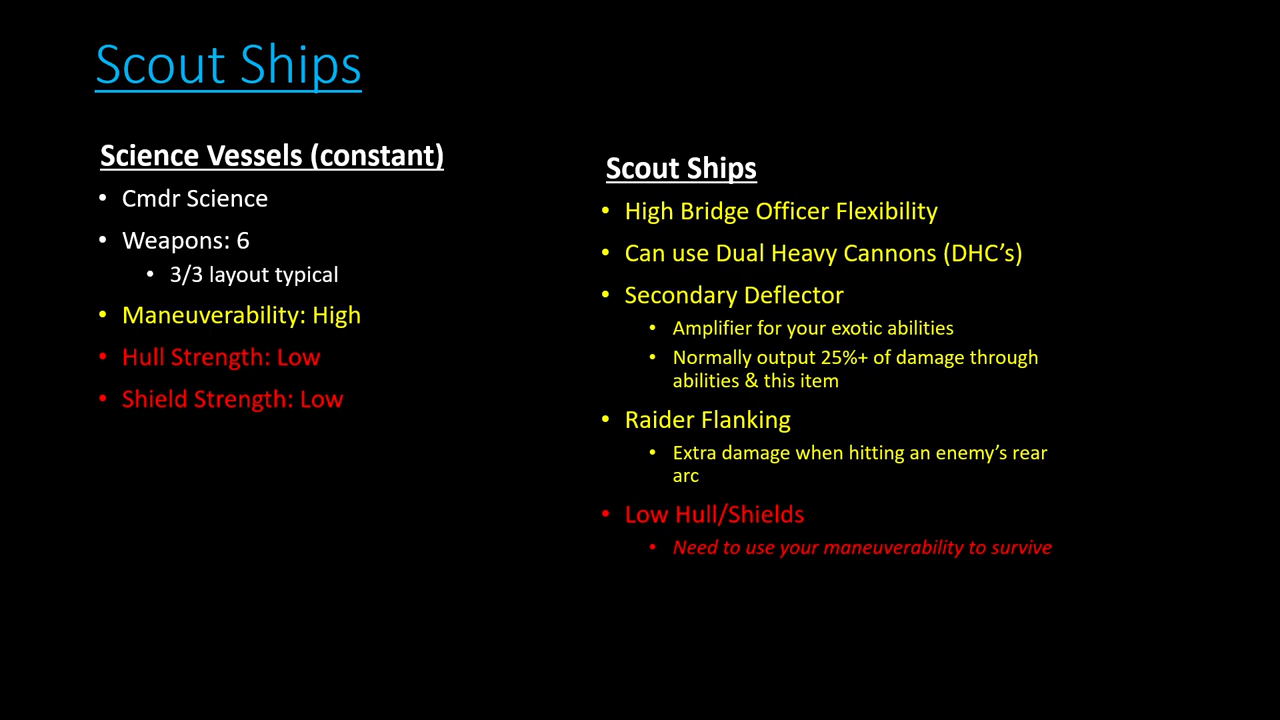 Scout Ships
Science Vessels (constant)
• Cmdr Science
• Weapons: 6
• 3/3 layout typical
• Maneuverability: High
• Hull Strength: Low
• Shield Strength: Low
Scout Ships
• High Bridge Officer Flexibility
• Can use Dual Heavy Cannons (DHC’s)
• Secondary Deflector
• Amplifier for your exotic abilities
• Normally output 25%+ of damage through
abilities & this item
• Raider Flanking
• Extra damage when hitting an enemy’s rear
arc
• Low Hull/Shields
• Need to use your maneuverability to survive